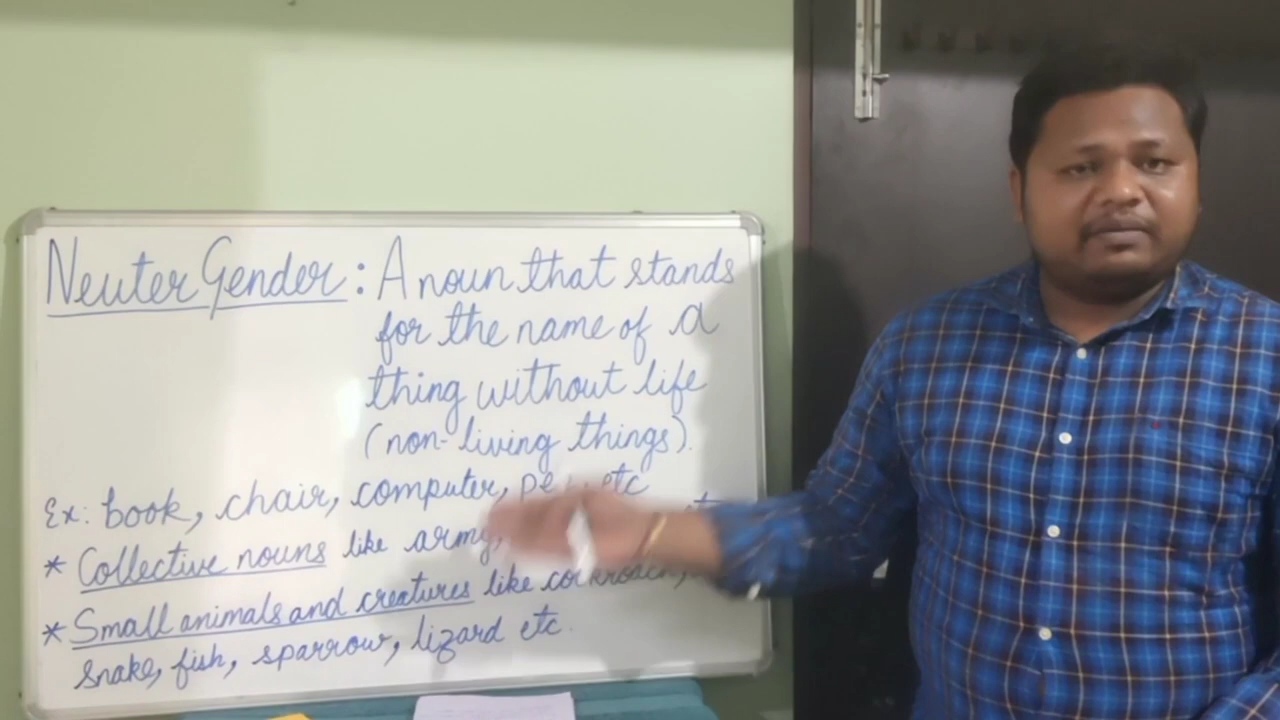 Neuter Gender : A noun that stands
for the name of a
thing without life
(non-living things).
Ex: book, chair, computer, etc
* Collective nouns like army,
* Small animals and creatures like cockroach,
snake, fish, sparrow, lizard etc.